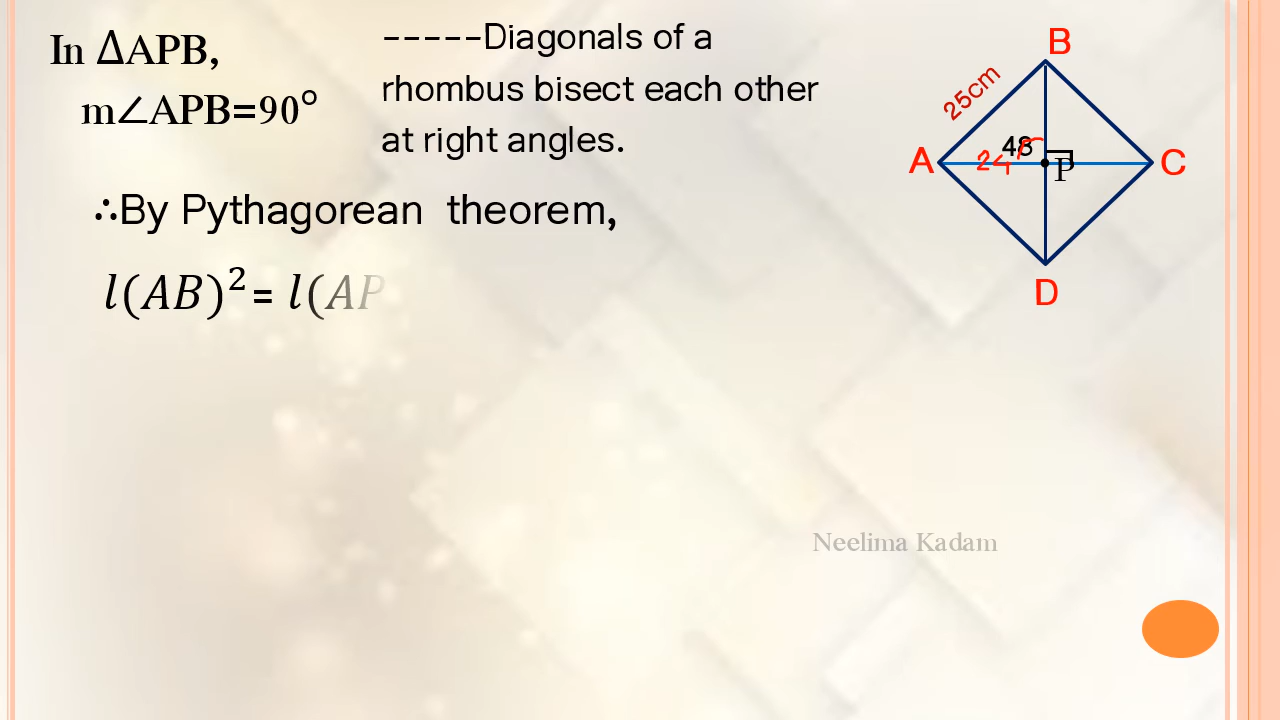 In ΔAPB,
m∠APB=90°
-----Diagonals of a
rhombus bisect each other
at right angles.
∴By Pythagorean theorem,
l(AB)²= l(AP
B
25cm
48
A
24
P
C
D
Neelima Kadam